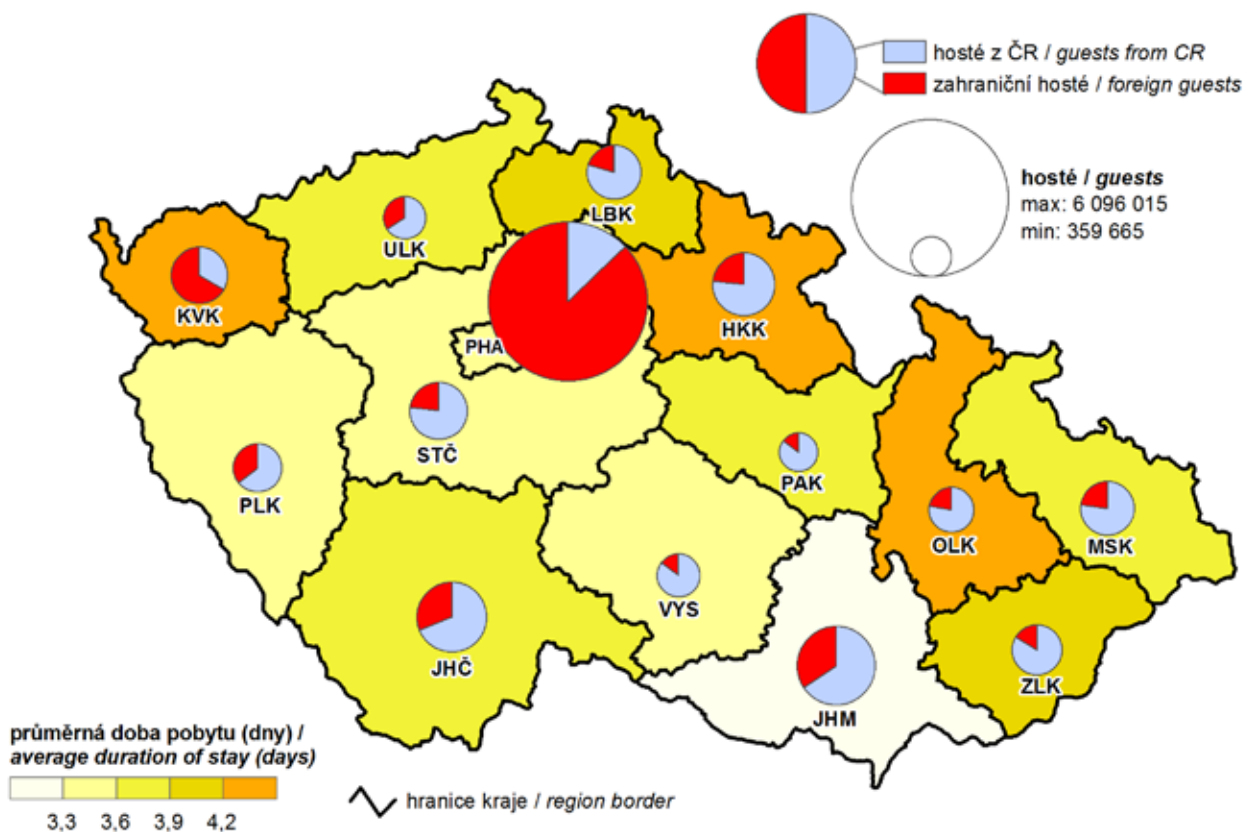 hosté z ČR / guests from CR
zahraniční hosté / foreign guests
hosté / guests
max: 6 096 015
min: 359 665
LBK
ULK
KVK
HKK
PHA
STČ
PLK
PAK
OLK
MSK
VYS
JHČ
ZLK
JHM
průměrná doba pobytu (dny) /
average duration of stay (days)
3,3 3,6 3,9 4,2
hranice kraje / region border